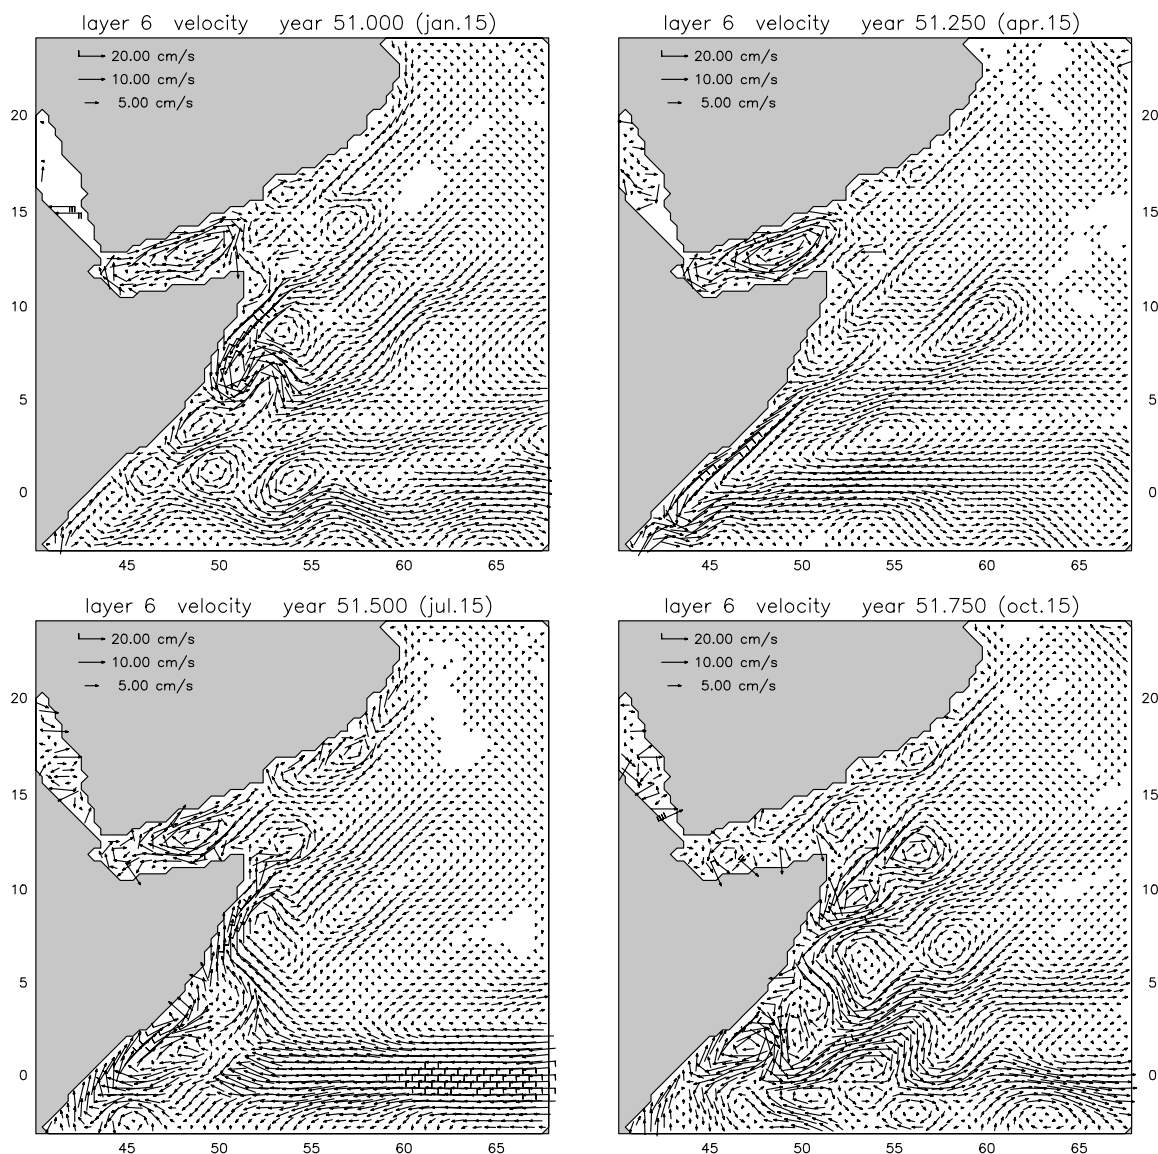 layer 6 velocity year 51.000 (jan.15)
20.00 cm/s
10.00 cm/s
5.00 cm/s
20
15
10
5
0
45 50 55 60 65
layer 6 velocity year 51.250 (apr.15)
20.00 cm/s
10.00 cm/s
5.00 cm/s
20
15
10
5
0
45 50 55 60 65
layer 6 velocity year 51.500 (jul.15)
20.00 cm/s
10.00 cm/s
5.00 cm/s
20
15
10
5
0
45 50 55 60 65
layer 6 velocity year 51.750 (oct.15)
20.00 cm/s
10.00 cm/s
5.00 cm/s
20
15
10
5
0
45 50 55 60 65